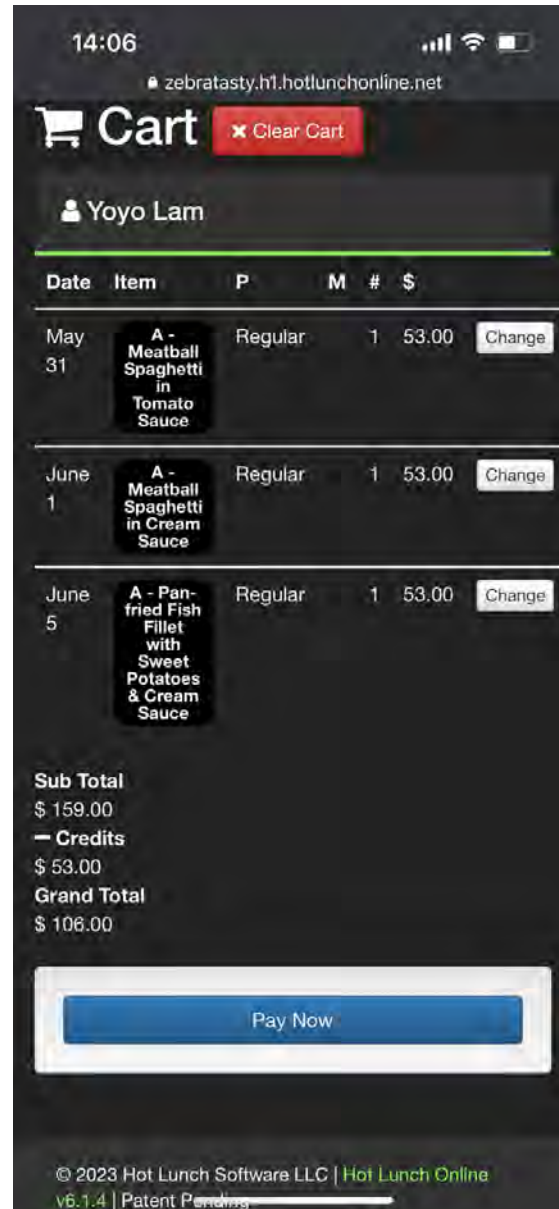 14:06
zebratasty.h1.hotlunchonline.net
Cart
Clear Cart
Yoyo Lam
Date Item P M # $
May 31
A - Meatball Spaghetti in Tomato Sauce
Regular 1 53.00 Change
June 1
A - Meatball Spaghetti in Cream Sauce
Regular 1 53.00 Change
June 5
A - Pan-fried Fish Fillet with Sweet Potatoes & Cream Sauce
Regular 1 53.00 Change
Sub Total
$ 159.00
— Credits
$ 53.00
Grand Total
$ 106.00
Pay Now
© 2023 Hot Lunch Software LLC | Hot Lunch Online
v6.1.4 | Patent Pending